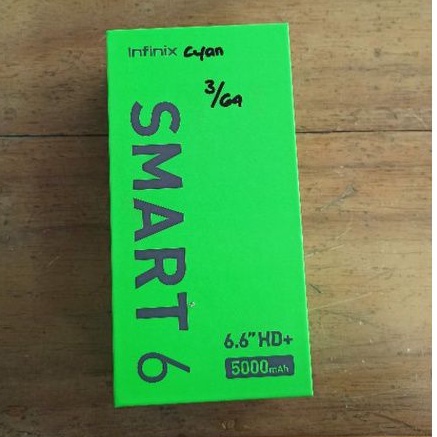 Infinix Cyan
3/64
SMART 6
6.6" HD+
5000mAh